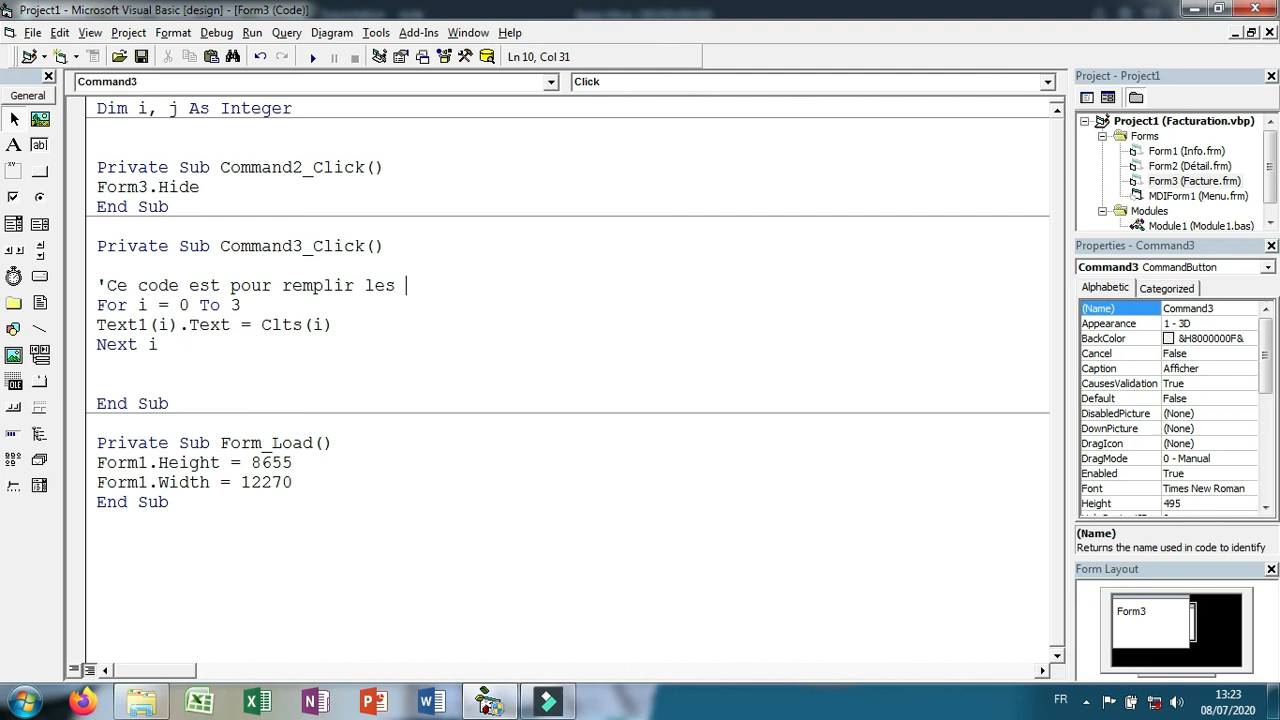 Project1 - Microsoft Visual Basic [design] - [Form3 (Code)]
File Edit View Project Format Debug Run Query Diagram Tools Add-Ins Window Help
Ln 10, Col 31
General
Command3
Click
Dim i, j As Integer
Private Sub Command2_Click()
Form3.Hide
End Sub
Private Sub Command3_Click()
'Ce code est pour remplir les
For i = 0 To 3
Text1(i).Text = Clts(i)
Next i
End Sub
Private Sub Form_Load()
Form1.Height = 8655
Form1.Width = 12270
End Sub
Project - Project1
Project1 (Facturation.vbp)
Forms
Form1 (Info.frm)
Form2 (Détail.frm)
Form3 (Facture.frm)
MDIForm1 (Menu.frm)
Modules
Module1 (Module1.bas)
Properties - Command3
Command3 CommandButton
Alphabetic Categorized
(Name) Command3
Appearance 1 - 3D
BackColor &H8000000F&
Cancel False
Caption Afficher
CausesValidation True
Default False
DisabledPicture (None)
DownPicture (None)
DragIcon (None)
DragMode 0 - Manual
Enabled True
Font Times New Roman
Height 495
(Name)
Returns the name used in code to identify
Form Layout
Form3
FR
13:23
08/07/2020